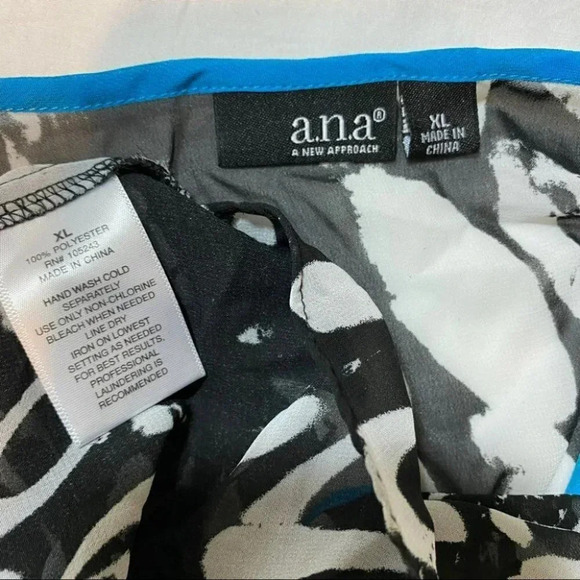 a.n.a®
A NEW APPROACH
XL
MADE IN
CHINA
XL
100% POLYESTER
RN# 105243
MADE IN CHINA
HAND WASH COLD
SEPARATELY
USE ONLY NON-CHLORINE
BLEACH WHEN NEEDED
LINE DRY
IRON ON LOWEST
SETTING AS NEEDED
FOR BEST RESULTS,
PROFESSIONAL
LAUNDERING IS
RECOMMENDED